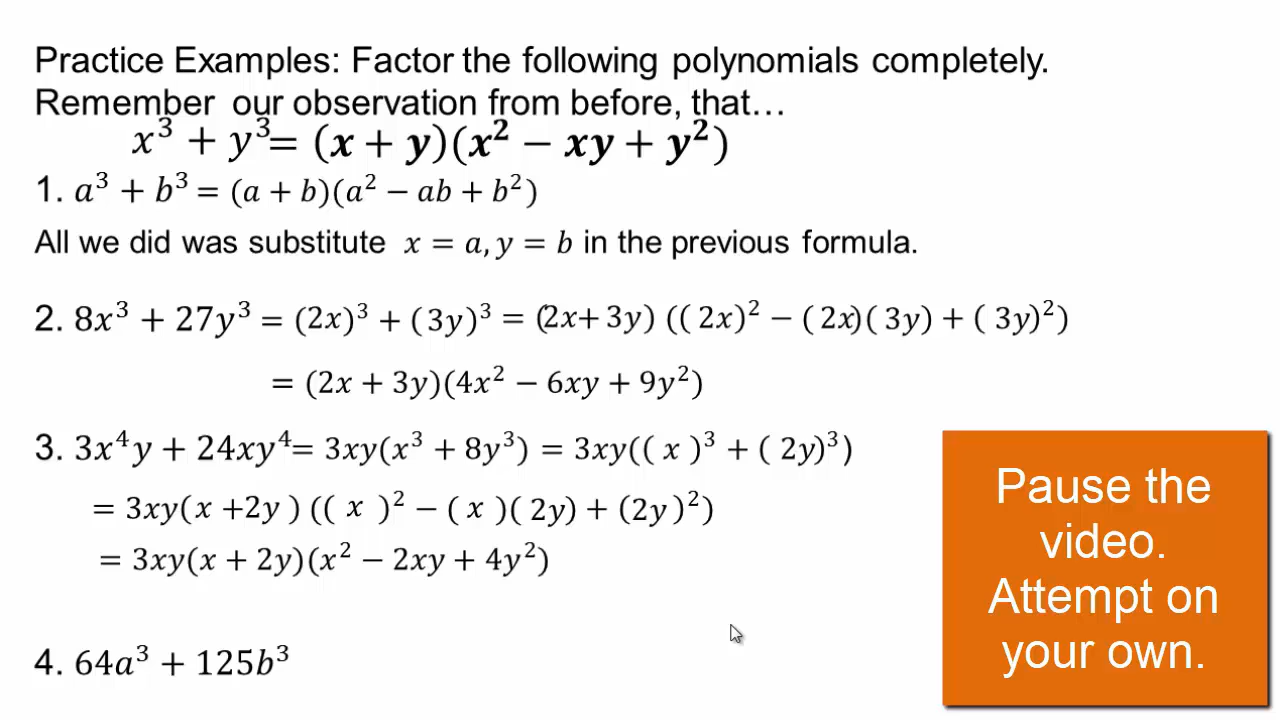 Practice Examples: Factor the following polynomials completely.
Remember our observation from before, that…
x³ + y³= (x + y)(x² − xy + y²)
1. a³ + b³ = (a + b)(a² − ab + b²)
All we did was substitute x = a, y = b in the previous formula.
2. 8x³ + 27y³ = (2x)³ + (3y)³ = (2x+ 3y) ((2x)² − (2x)(3y) + (3y)²)
= (2x + 3y)(4x² − 6xy + 9y²)
3. 3x⁴y + 24xy⁴= 3xy(x³ + 8y³) = 3xy(( x )³ + ( 2y)³)
= 3xy(x +2y ) (( x )² − ( x )( 2y) + (2y )²)
= 3xy(x + 2y)(x² − 2xy + 4y²)
4. 64a³ + 125b³
Pause the
video.
Attempt on
your own.